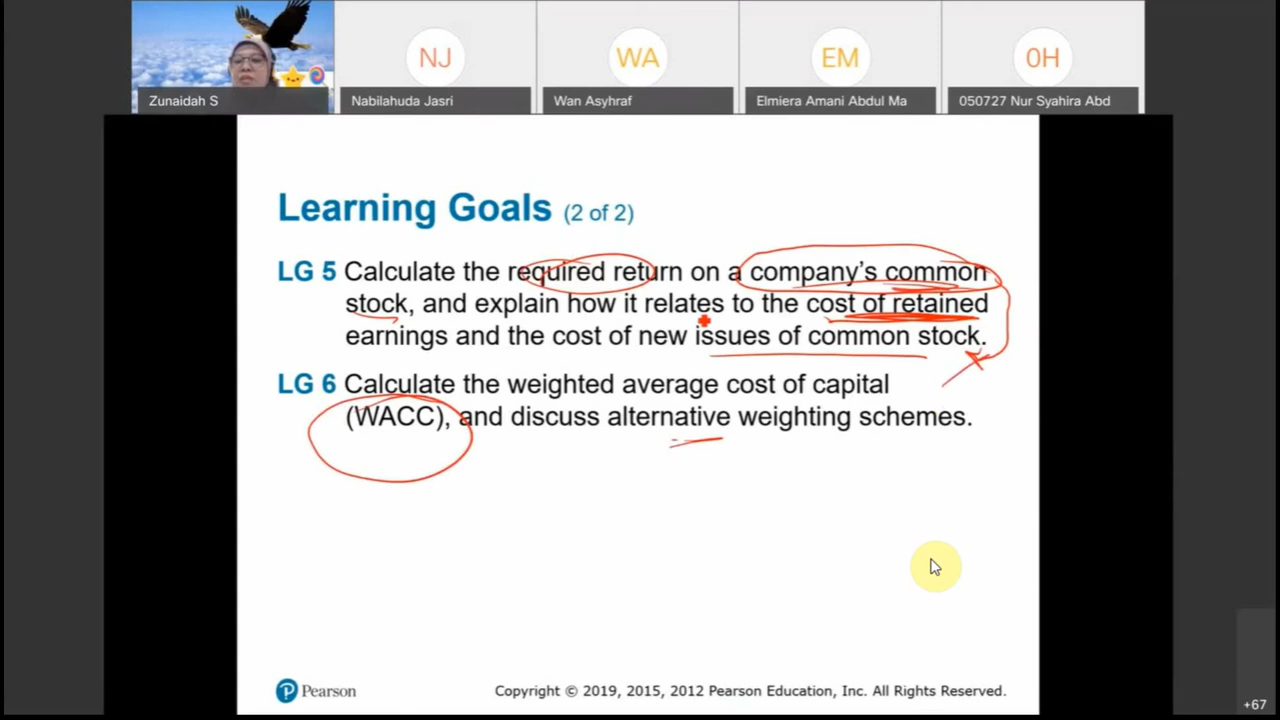 NJ
WA
EM
0H
Zunaidah S
Nabilahuda Jasri
Wan Asyhraf
Elmiera Amani Abdul Ma
050727 Nur Syahira Abd
Learning Goals (2 of 2)
LG 5 Calculate the required return on a company's common
stock, and explain how it relates to the cost of retained
earnings and the cost of new issues of common stock.
LG 6 Calculate the weighted average cost of capital
(WACC), and discuss alternative weighting schemes.
P Pearson
Copyright © 2019, 2015, 2012 Pearson Education, Inc. All Rights Reserved.
+67